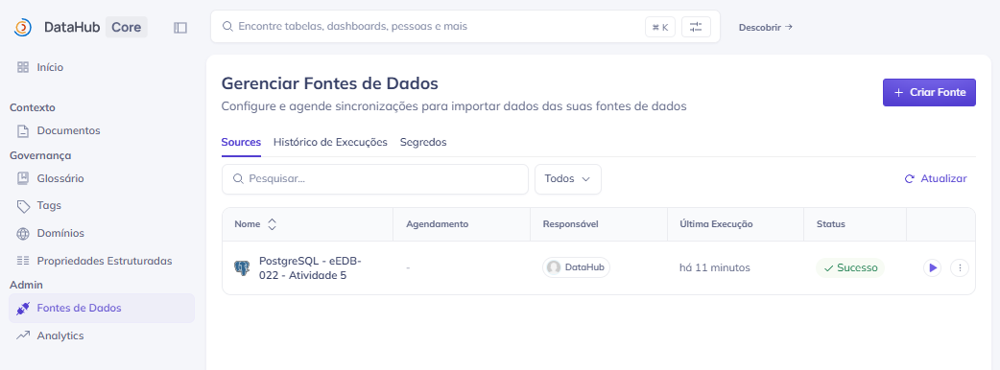 DataHub Core
Encontre tabelas, dashboards, pessoas e mais
⌘ K
Descobrir →
Início
Contexto
Documentos
Governança
Glossário
Tags
Domínios
Propriedades Estruturadas
Admin
Fontes de Dados
Analytics
Gerenciar Fontes de Dados
Configure e agende sincronizações para importar dados das suas fontes de dados
+ Criar Fonte
Sources Histórico de Execuções Segredos
Pesquisar...
Todos
Atualizar
Nome Agendamento Responsável Última Execução Status
PostgreSQL - eEDB-
022 - Atividade 5
-
DataHub
há 11 minutos
Sucesso